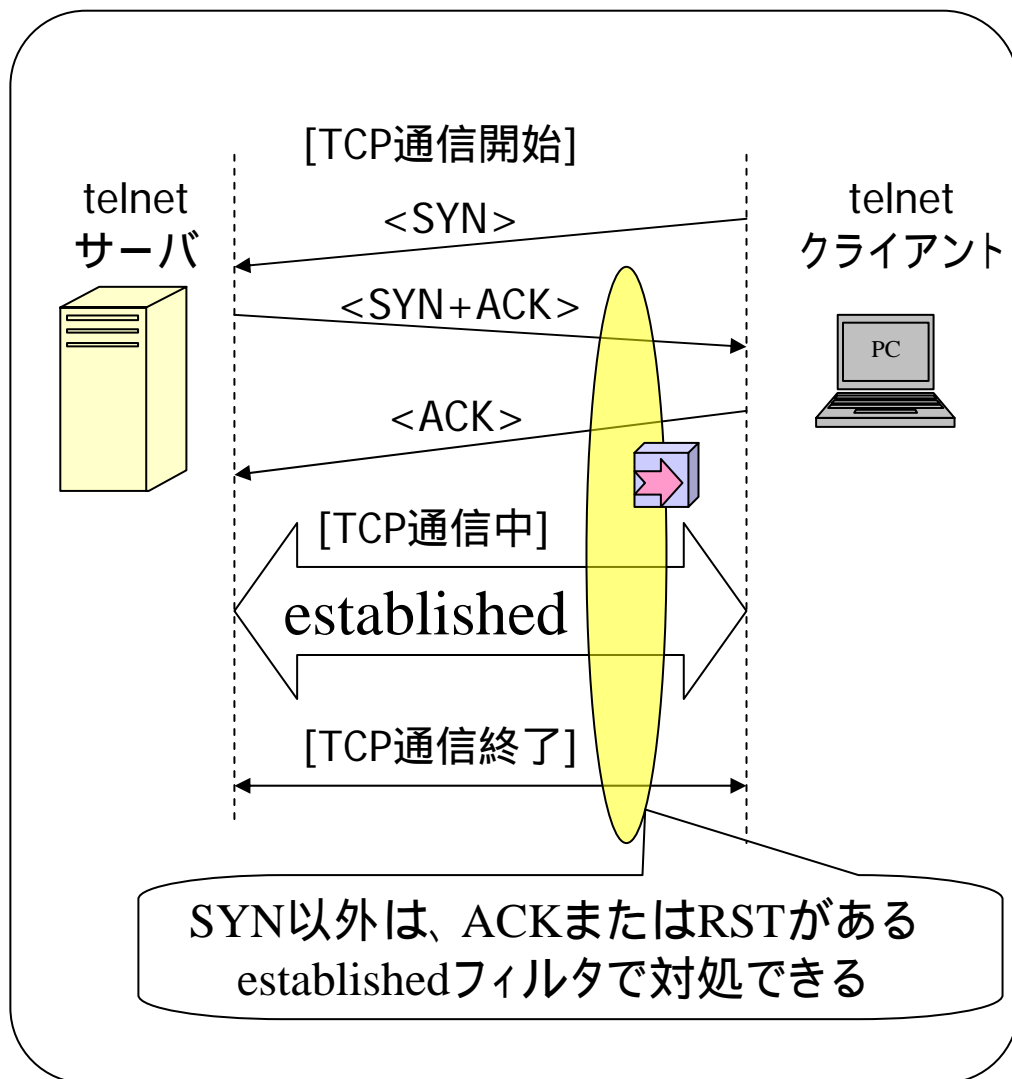 [TCP通信開始]
telnet
サーバ
telnet
クライアント
<SYN>
<SYN+ACK>
PC
<ACK>
[TCP通信中]
established
[TCP通信終了]
SYN以外は、ACKまたはRSTがある
establishedフィルタで対処できる